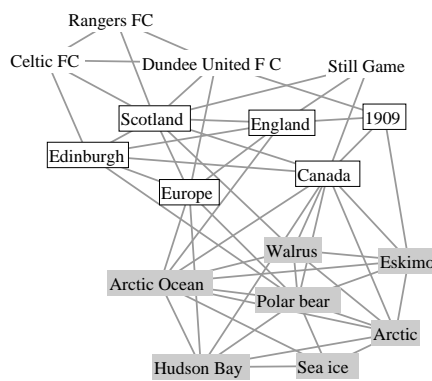 Rangers FC
Celtic FC
Dundee United F C
Still Game
Scotland
England
1909
Edinburgh
Europe
Canada
Walrus
Eskimo
Arctic Ocean
Polar bear
Arctic
Hudson Bay
Sea ice